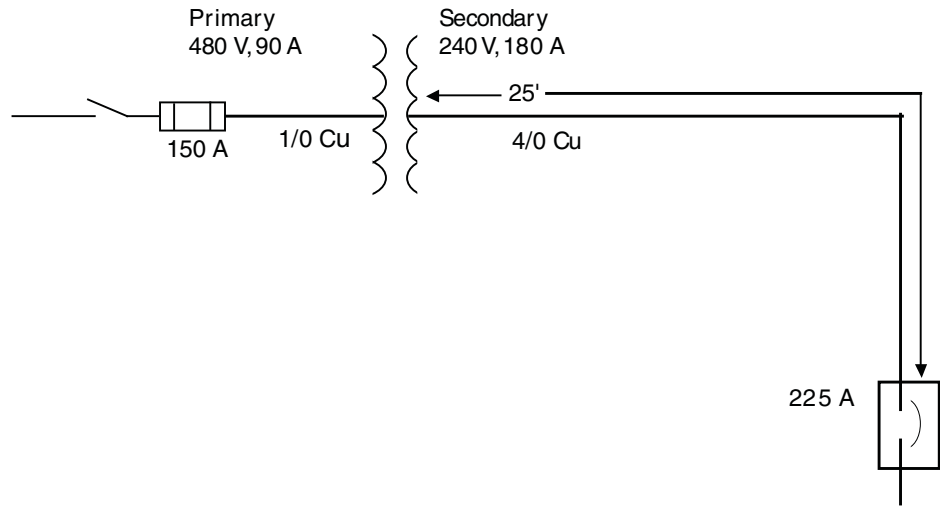 Primary
480 V, 90 A
Secondary
240 V, 180 A
25'
150 A
1/0 Cu
4/0 Cu
225 A